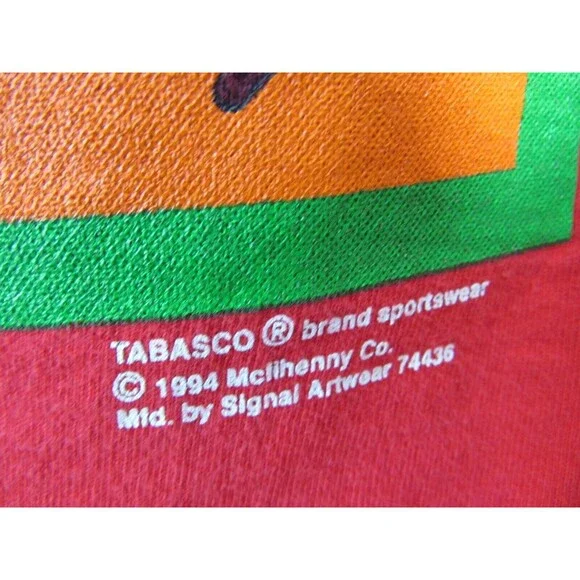 TABASCO ® brand sportswear
© 1994 McIlhenny Co.
Mfd. by Signal Artwear 74436